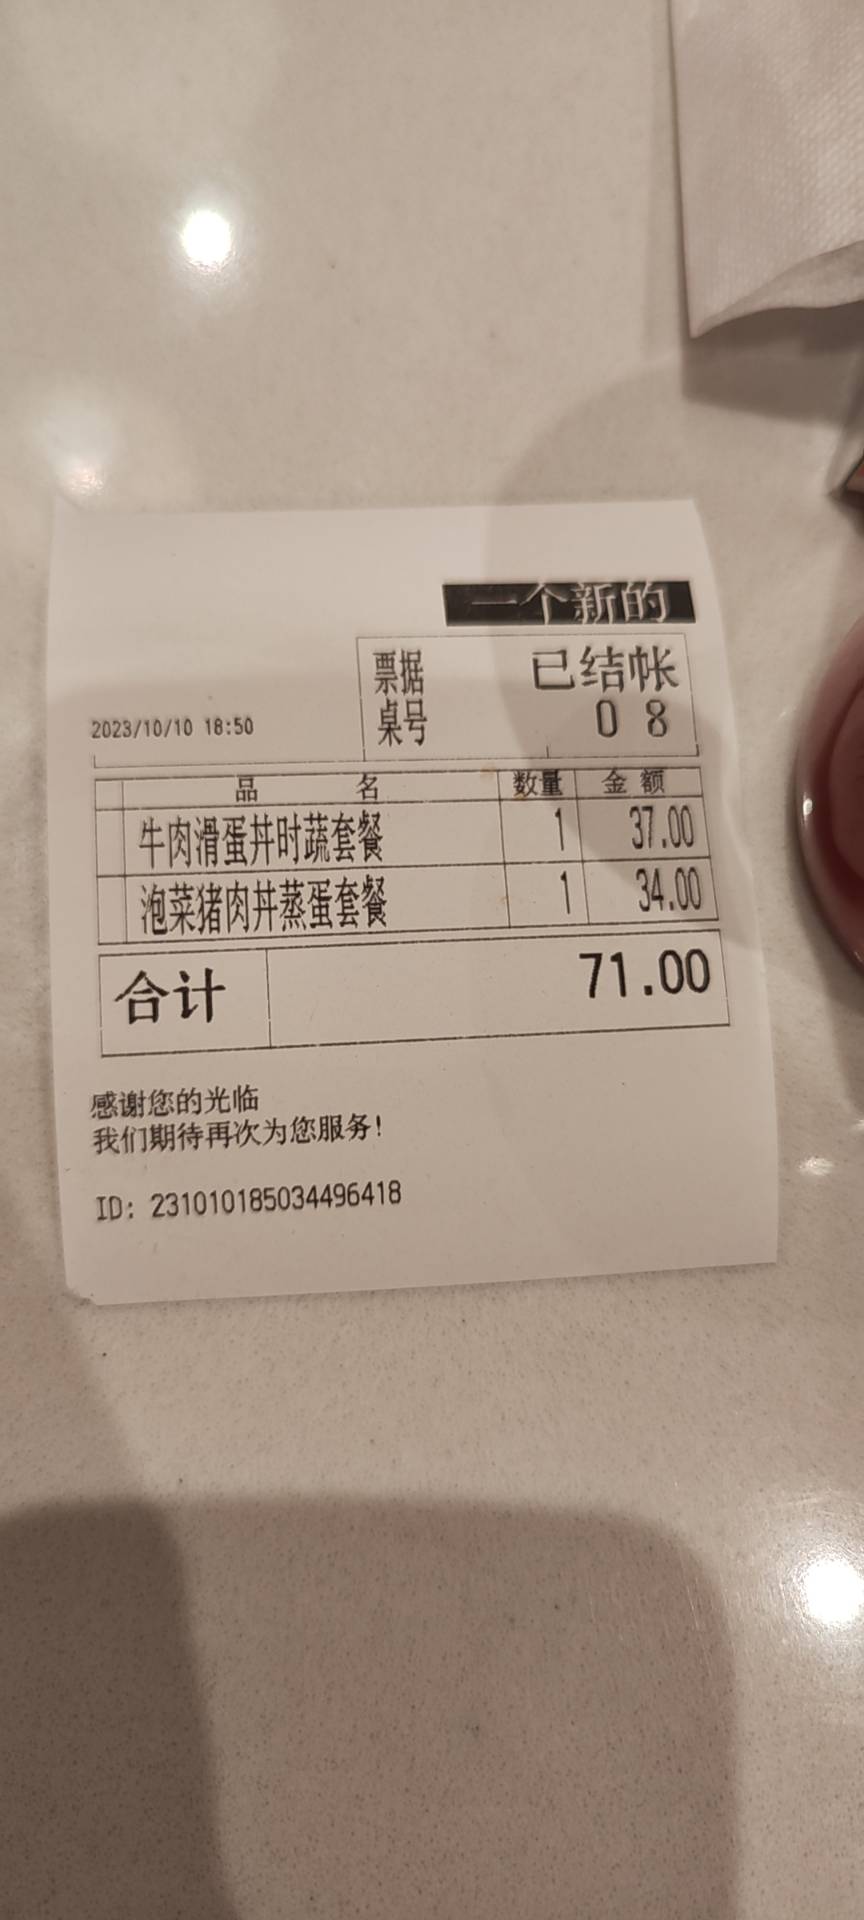 一个新的
票据 已结帐
2023/10/10 18:50 桌号 08
品名 数量 金额
牛肉滑蛋丼时蔬套餐 1 37.00
泡菜猪肉丼蒸蛋套餐 1 34.00
合计 71.00
感谢您的光临
我们期待再次为您服务!
ID: 231010185034496418